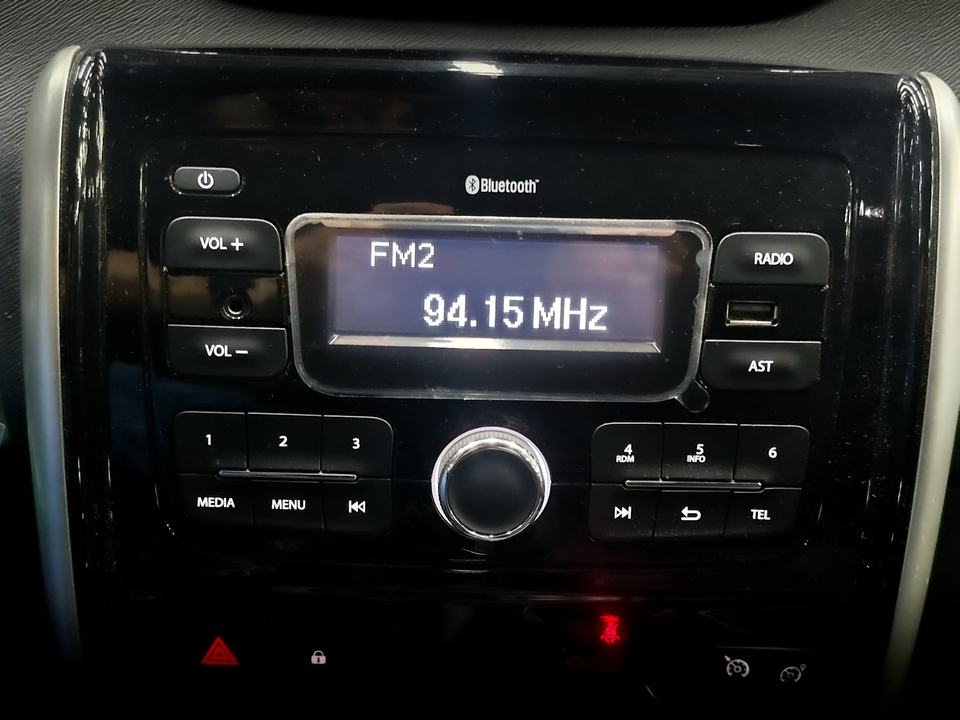 Bluetooth™
VOL +
FM2
RADIO
94.15 MHz
VOL −
AST
1
2
3
4
RDM
5
INFO
6
MEDIA
MENU
TEL